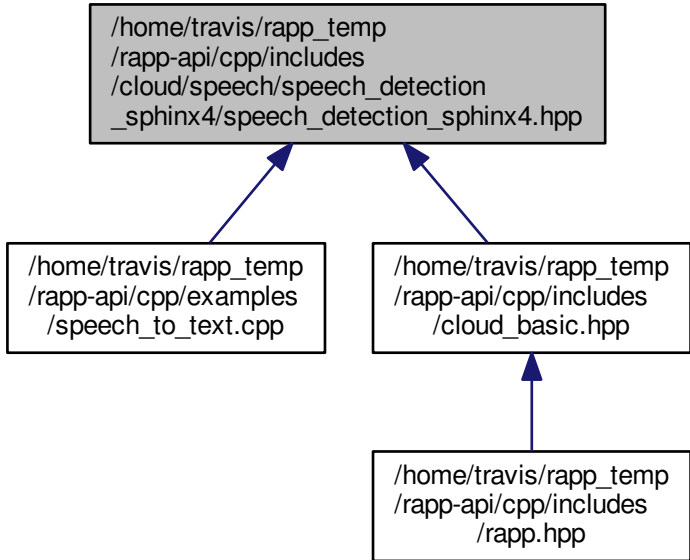 /home/travis/rapp_temp
/rapp-api/cpp/includes
/cloud/speech/speech_detection
_sphinx4/speech_detection_sphinx4.hpp
/home/travis/rapp_temp
/rapp-api/cpp/examples
/speech_to_text.cpp
/home/travis/rapp_temp
/rapp-api/cpp/includes
/cloud_basic.hpp
/home/travis/rapp_temp
/rapp-api/cpp/includes
/rapp.hpp